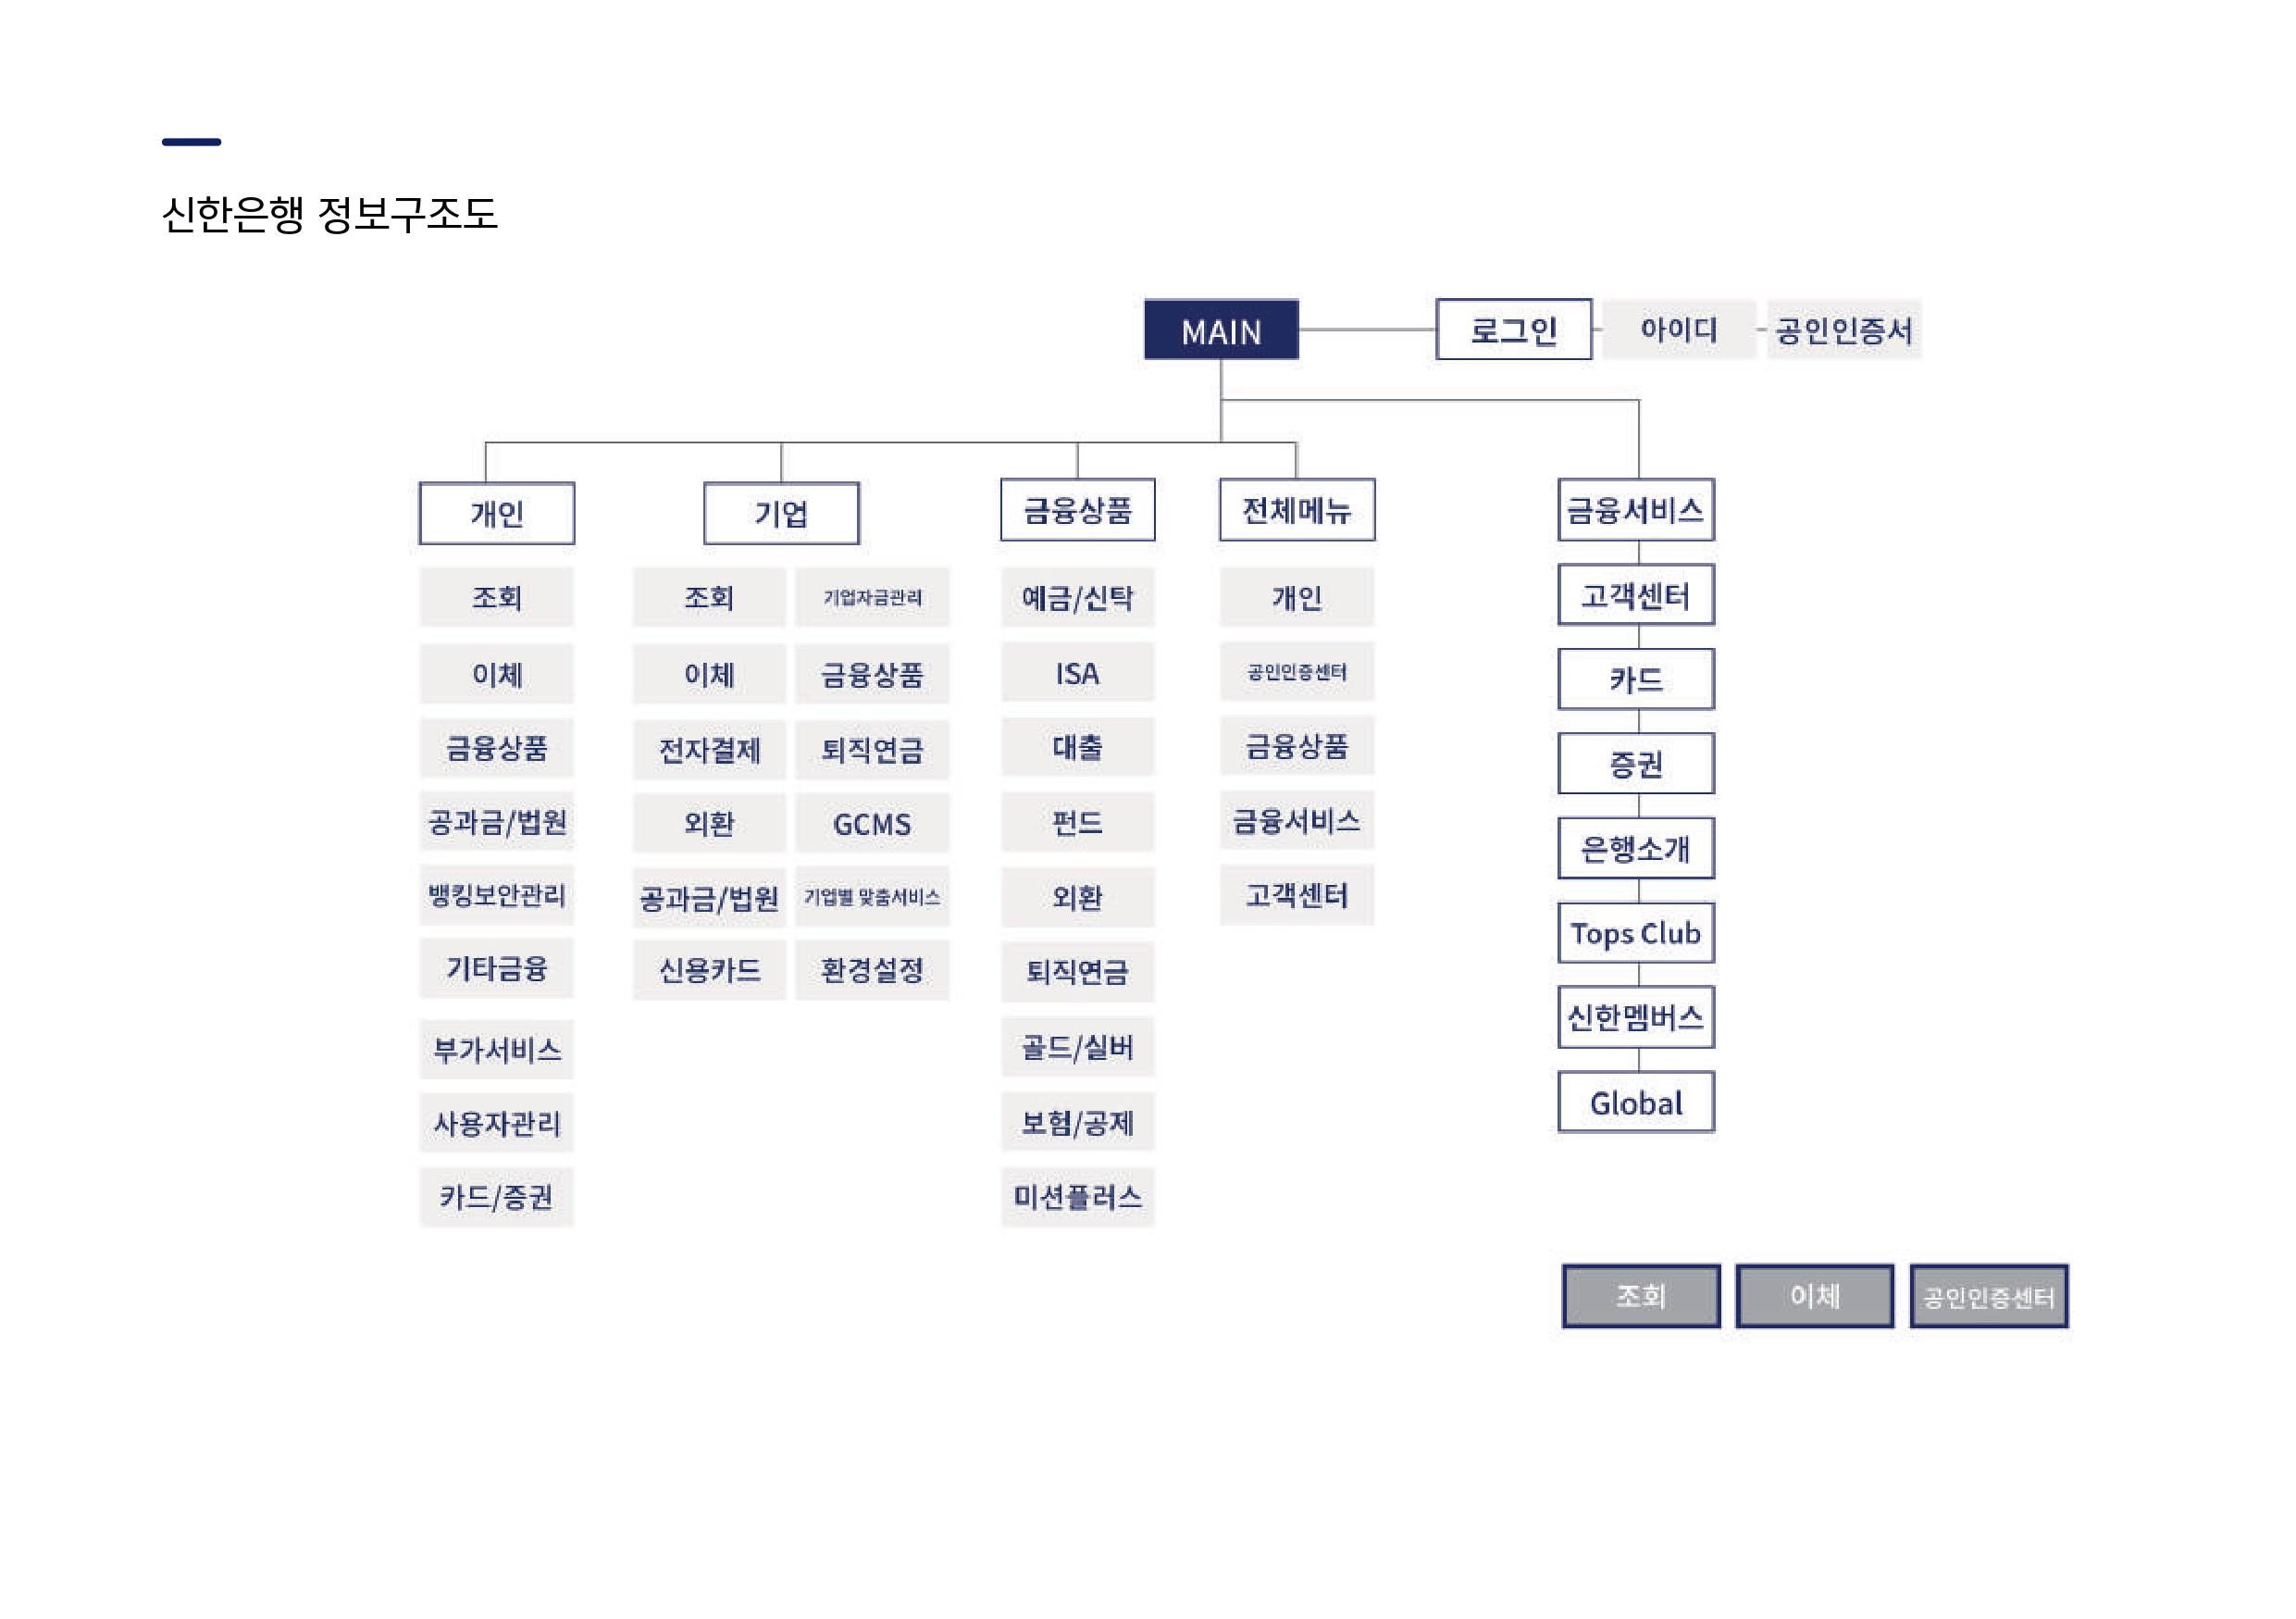 신한은행 정보구조도
MAIN
로그인
아이디
공인인증서
개인
조회
이체
금융상품
공과금/법원
뱅킹보안관리
기타금융
부가서비스
사용자관리
카드/증권
기업
조회
이체
전자결제
외환
공과금/법원
신용카드
기업자금관리
금융상품
퇴직연금
GCMS
기업별 맞춤서비스
환경설정
금융상품
예금/신탁
ISA
대출
펀드
외환
퇴직연금
골드/실버
보험/공제
미션플러스
전체메뉴
개인
공인인증센터
금융상품
금융서비스
고객센터
금융서비스
고객센터
카드
증권
은행소개
Tops Club
신한멤버스
Global
조회
이체
공인인증센터